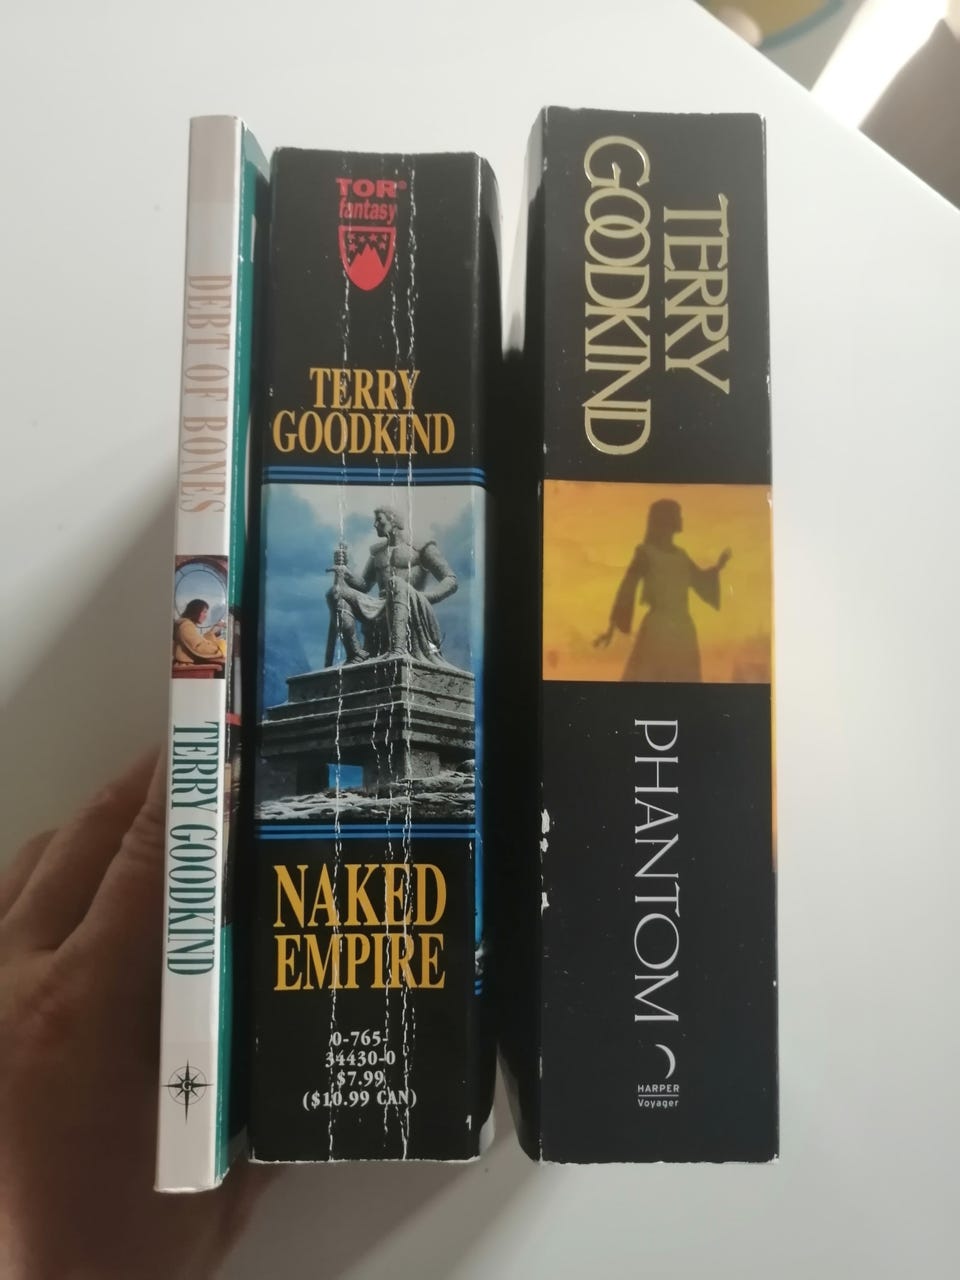 DEBT OF BONES
TERRY GOODKIND
G
TOR®
fantasy
TERRY
GOODKIND
NAKED
EMPIRE
0-765-
34430-0
$7.99
($10.99 CAN)
TERRY
GOODKIND
PHANTOM
HARPER
Voyager